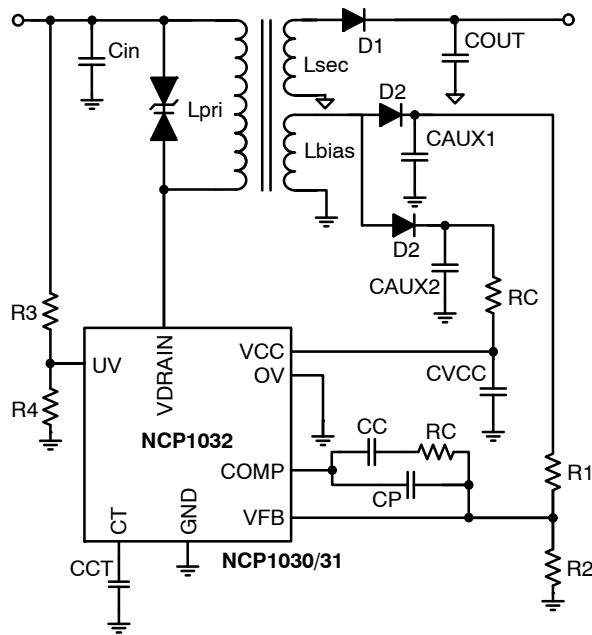 Cin
Lpri
Lsec
D1
COUT
D2
Lbias
CAUX1
D2
CAUX2
RC
R3
UV
VDRAIN
VCC
OV
CVCC
R4
NCP1032
CC
RC
COMP
CP
R1
CT
GND
VFB
NCP1030/31
CCT
R2